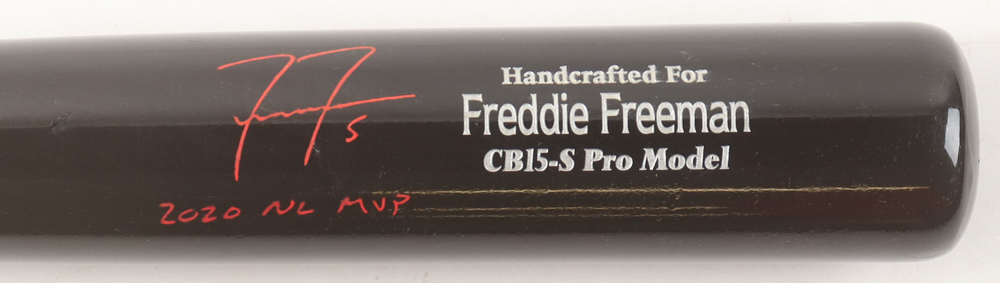 Handcrafted For
Freddie Freeman
CB15-S Pro Model
5
2020 NL MVP